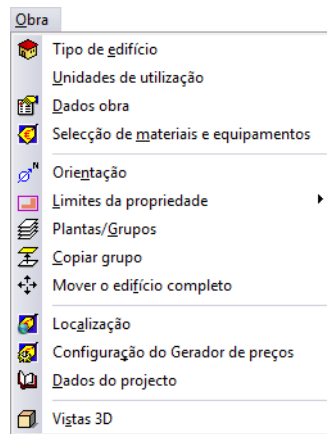 Obra
Tipo de edifício
Unidades de utilização
Dados obra
Selecção de materiais e equipamentos
N
Orientação
Limites da propriedade
Plantas/Grupos
Copiar grupo
Mover o edifício completo
Localização
Configuração do Gerador de preços
Dados do projecto
Vistas 3D